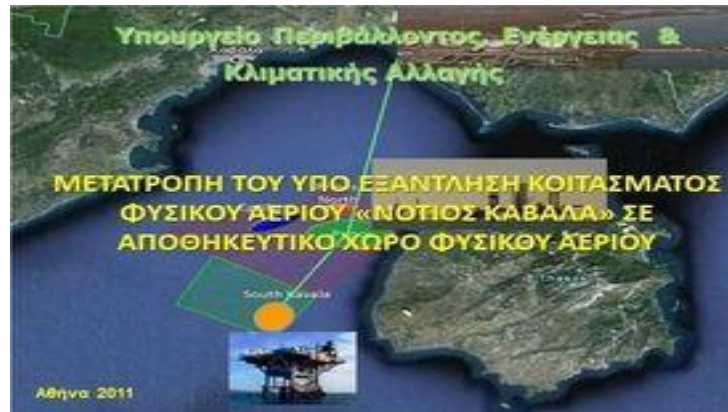 Υπουργείο Περιβάλλοντος, Ενέργειας &
Κλιματικής Αλλαγής
ΜΕΤΑΤΡΟΠΗ ΤΟΥ ΥΠΟ ΕΞΑΝΤΛΗΣΗ ΚΟΙΤΑΣΜΑΤΟΣ
ΦΥΣΙΚΟΥ ΑΕΡΙΟΥ «ΝΟΤΙΟΣ ΚΑΒΑΛΑ» ΣΕ
ΑΠΟΘΗΚΕΥΤΙΚΟ ΧΩΡΟ ΦΥΣΙΚΟΥ ΑΕΡΙΟΥ
North
South Kavala
Αθήνα 2011